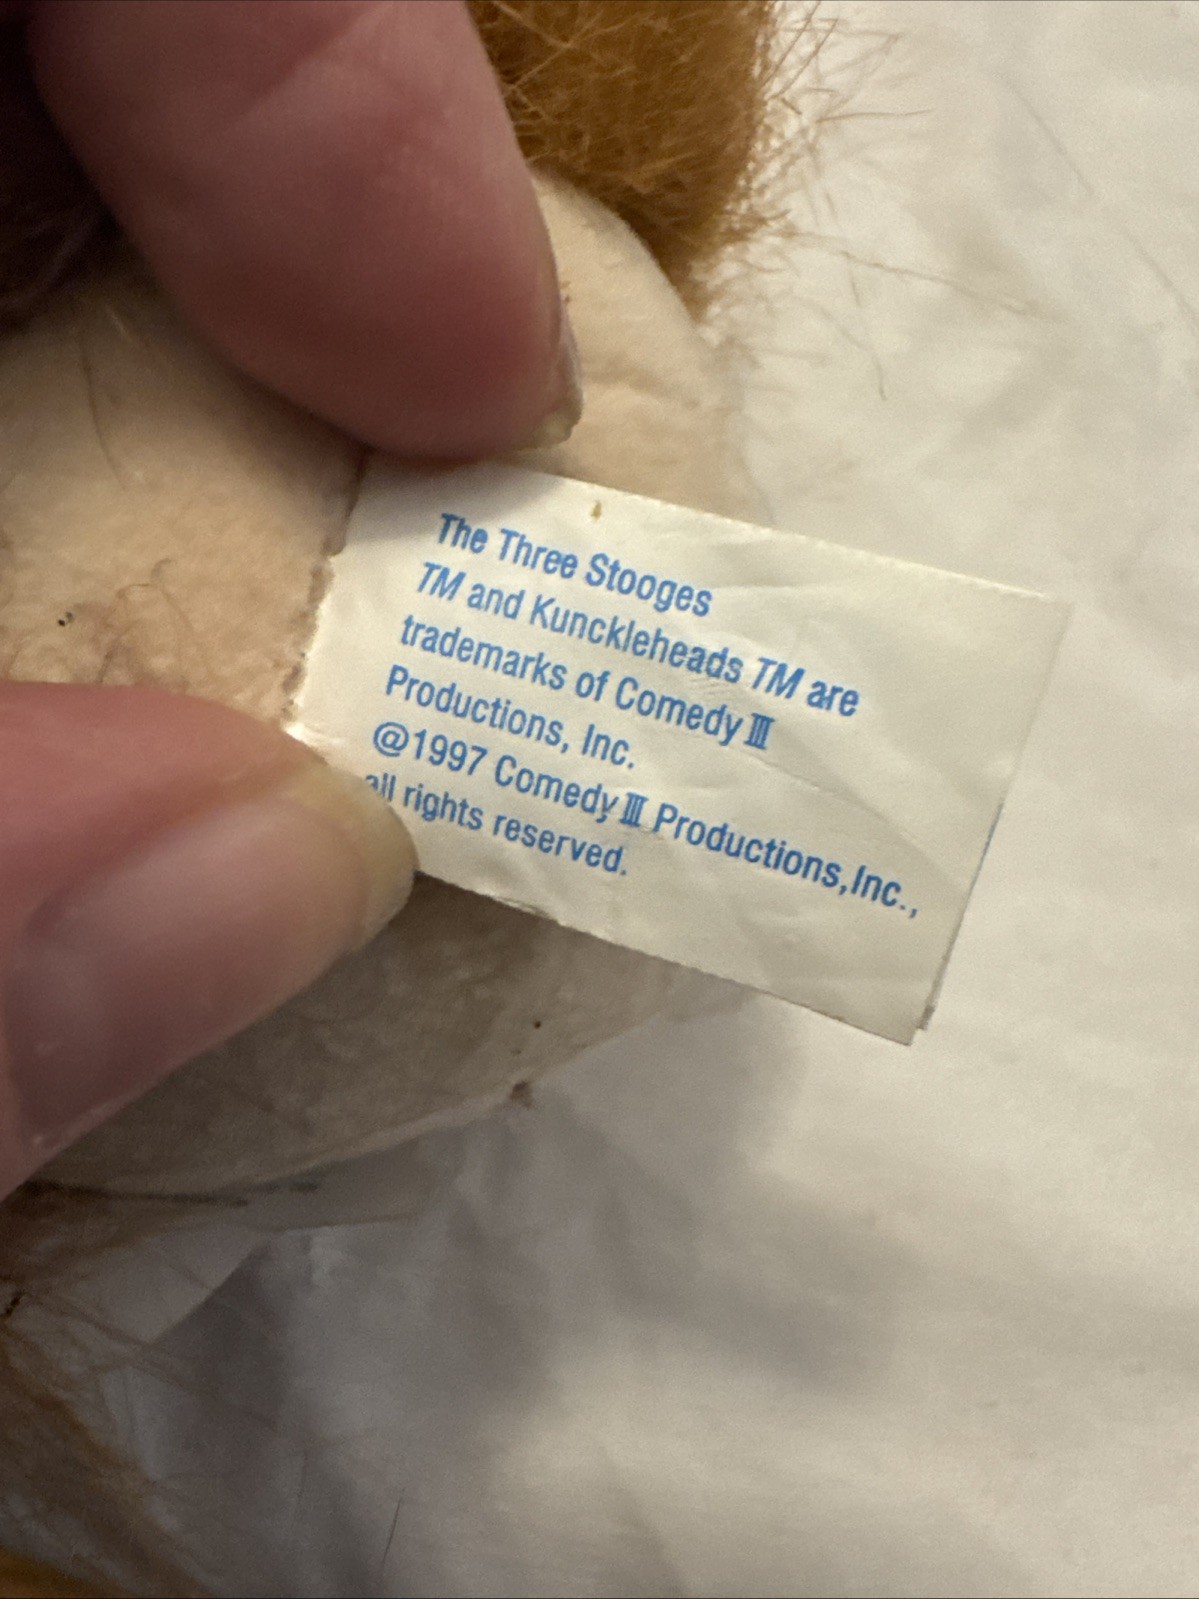 The Three Stooges
TM and Kunckleheads TM are
trademarks of Comedy III
Productions, Inc.
@1997 Comedy III Productions,Inc.,
all rights reserved.